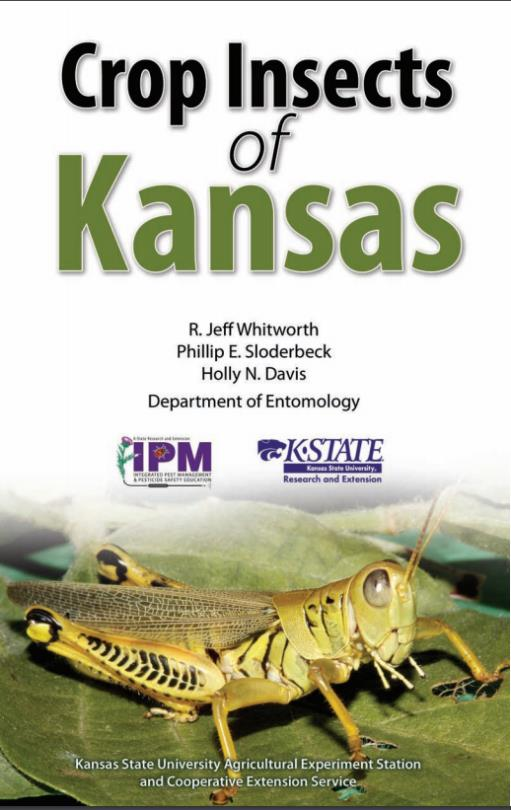 Crop Insects
of
Kansas
R. Jeff Whitworth
Phillip E. Sloderbeck
Holly N. Davis
Department of Entomology
K-State Research and Extension
IPM
INTEGRATED PEST MANAGEMENT
& PESTICIDE SAFETY EDUCATION
K-STATE
Kansas State University,
Research and Extension
Kansas State University Agricultural Experiment Station
and Cooperative Extension Service